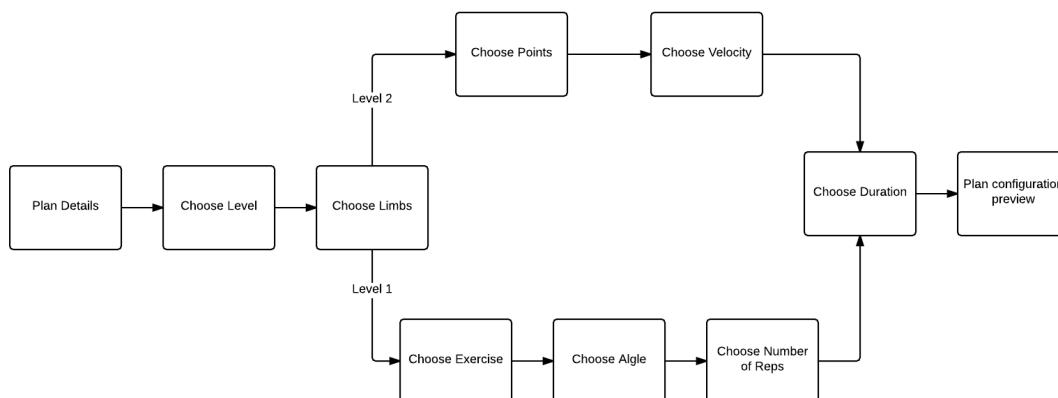 Choose Points
Choose Velocity
Level 2
Plan Details
Choose Level
Choose Limbs
Choose Duration
Plan configuration
preview
Level 1
Choose Exercise
Choose Algle
Choose Number
of Reps